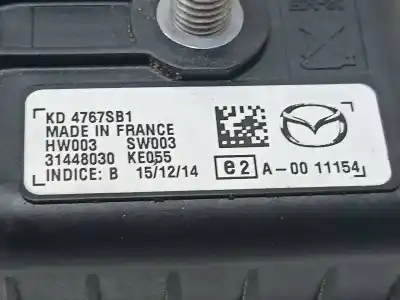 KD 4767SB1
MADE IN FRANCE
HW003 SW003
31448030 KE055
INDICE: B 15/12/14
e2 A-00 11154